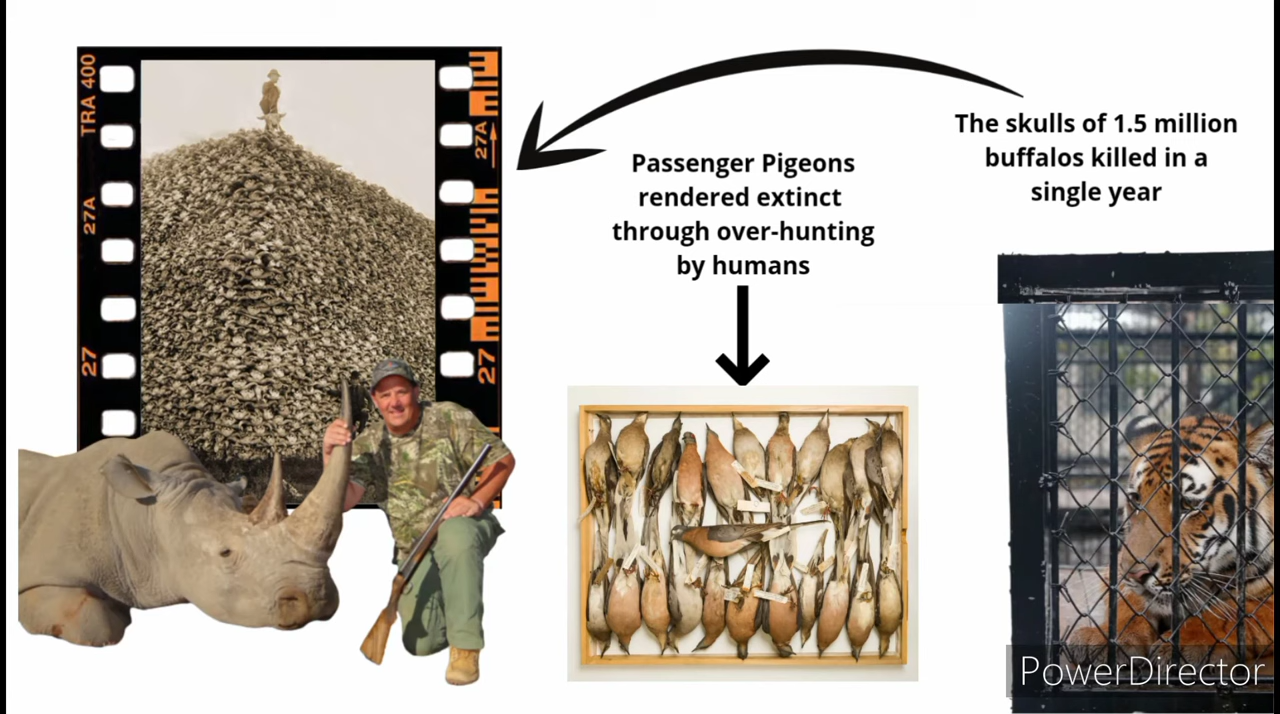 TRA 400
27A
27
27A
27
Passenger Pigeons
rendered extinct
through over-hunting
by humans
The skulls of 1.5 million
buffalos killed in a
single year
PowerDirector